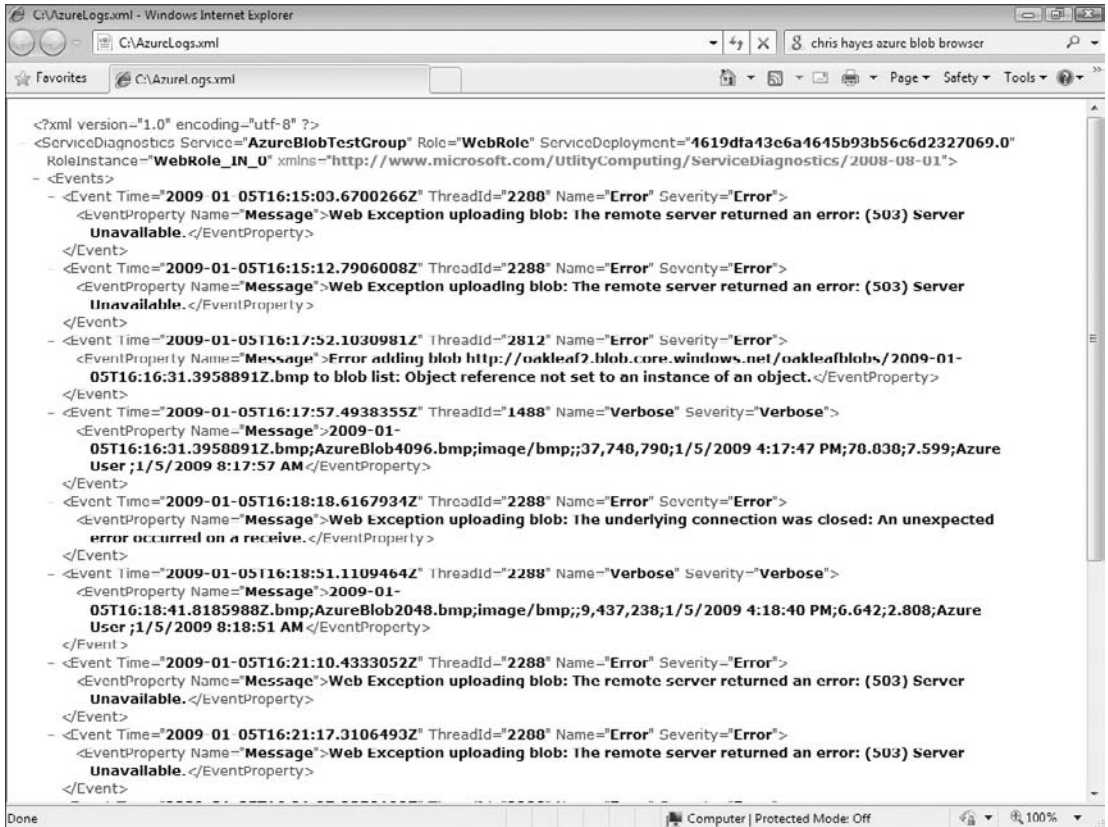 C:\AzureLogs.xml - Windows Internet Explorer
C:\AzureLogs.xml
chris hayes azure blob browser
Favorites
C:\AzureLogs.xml
Page
Safety
Tools
<?xml version="1.0" encoding="utf-8" ?>
- <ServiceDiagnostics Service="AzureBlobTestGroup" Role="WebRole" ServiceDeployment="4619dfa43e6a4645b93b56c6d2327069.0"
RoleInstance="WebRole_IN_0" xmlns="http://www.microsoft.com/UtlityComputing/ServiceDiagnostics/2008-08-01">
- <Events>
- <Event Time="2009-01-05T16:15:03.6700266Z" ThreadId="2288" Name="Error" Severity="Error">
<EventProperty Name="Message">Web Exception uploading blob: The remote server returned an error: (503) Server
Unavailable.</EventProperty>
</Event>
- <Event Time="2009-01-05T16:15:12.7906008Z" ThreadId="2288" Name="Error" Severity="Error">
<EventProperty Name="Message">Web Exception uploading blob: The remote server returned an error: (503) Server
Unavailable.</EventProperty>
</Event>
- <Event Time="2009-01-05T16:17:52.1030981Z" ThreadId="2812" Name="Error" Severity="Error">
<EventProperty Name="Message">Error adding blob http://oakleaf2.blob.core.windows.net/oakleafblobs/2009-01-
05T16:16:31.3958891Z.bmp to blob list: Object reference not set to an instance of an object.</EventProperty>
</Event>
- <Event Time="2009-01-05T16:17:57.4938355Z" ThreadId="1488" Name="Verbose" Severity="Verbose">
<EventProperty Name="Message">2009-01-
05T16:16:31.3958891Z.bmp;AzureBlob4096.bmp;image/bmp;;37,748,790;1/5/2009 4:17:47 PM;78.838;7.599;Azure
User ;1/5/2009 8:17:57 AM</EventProperty>
</Event>
- <Event Time="2009-01-05T16:18:18.6167934Z" ThreadId="2288" Name="Error" Severity="Error">
<EventProperty Name="Message">Web Exception uploading blob: The underlying connection was closed: An unexpected
error occurred on a receive.</EventProperty>
</Event>
- <Event Time="2009-01-05T16:18:51.1109464Z" ThreadId="2288" Name="Verbose" Severity="Verbose">
<EventProperty Name="Message">2009-01-
05T16:18:41.8185988Z.bmp;AzureBlob2048.bmp;image/bmp;;9,437,238;1/5/2009 4:18:40 PM;6.642;2.808;Azure
User ;1/5/2009 8:18:51 AM</EventProperty>
</Event>
- <Event Time="2009-01-05T16:21:10.4333052Z" ThreadId="2288" Name="Error" Severity="Error">
<EventProperty Name="Message">Web Exception uploading blob: The remote server returned an error: (503) Server
Unavailable.</EventProperty>
</Event>
- <Event Time="2009-01-05T16:21:17.3106493Z" ThreadId="2288" Name="Error" Severity="Error">
<EventProperty Name="Message">Web Exception uploading blob: The remote server returned an error: (503) Server
Unavailable.</EventProperty>
</Event>
Done
Computer | Protected Mode: Off
100%